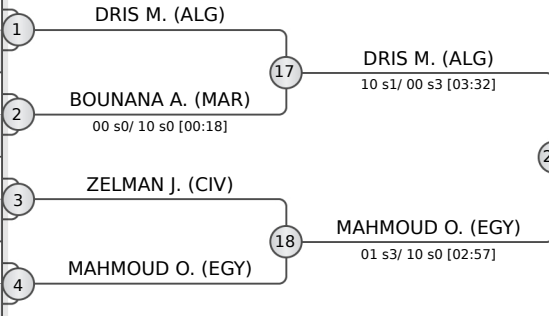 DRIS M. (ALG)
1
17
DRIS M. (ALG)
10 s1/ 00 s3 [03:32]
BOUNANA A. (MAR)
2
00 s0/ 10 s0 [00:18]
ZELMAN J. (CIV)
3
18
MAHMOUD O. (EGY)
01 s3/ 10 s0 [02:57]
MAHMOUD O. (EGY)
4